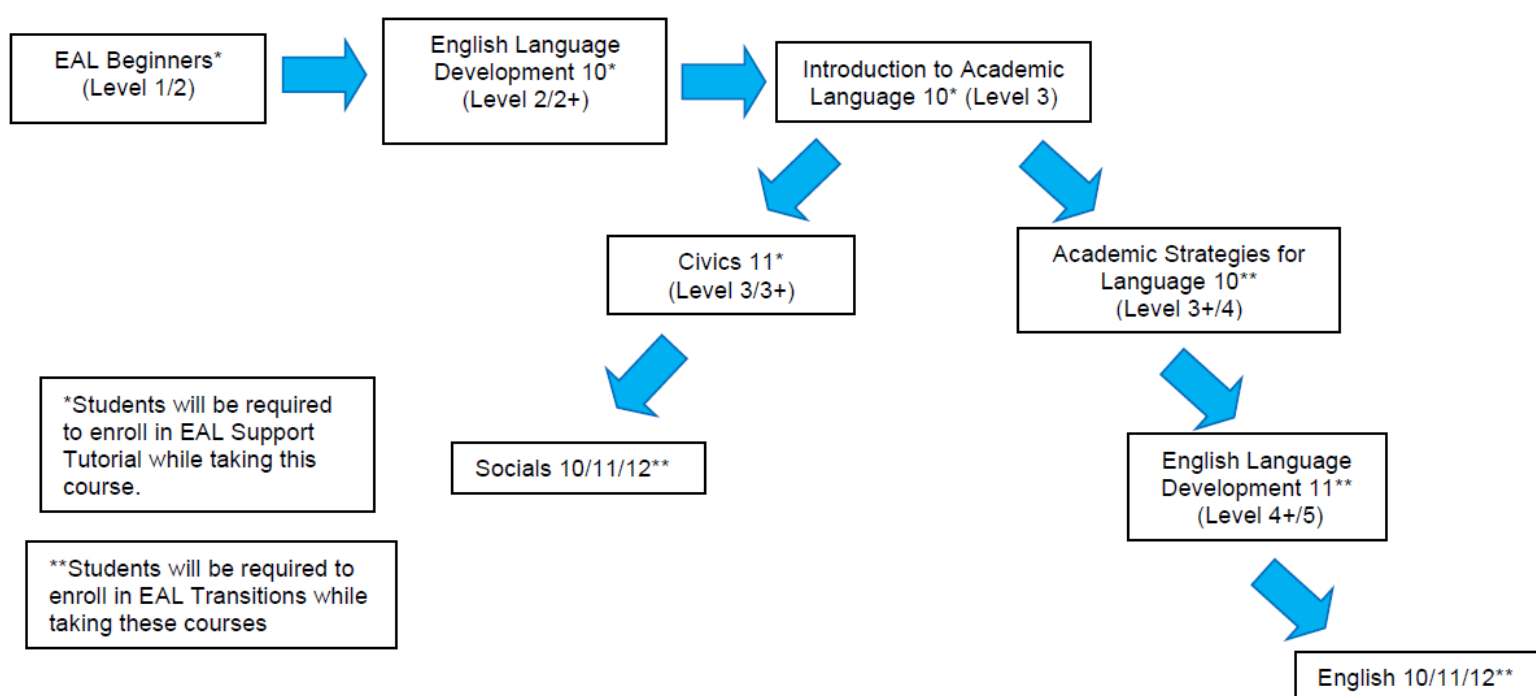 EAL Beginners*
(Level 1/2)
English Language
Development 10*
(Level 2/2+)
Introduction to Academic
Language 10* (Level 3)
Civics 11*
(Level 3/3+)
Academic Strategies for
Language 10**
(Level 3+/4)
*Students will be required
to enroll in EAL Support
Tutorial while taking this
course.
Socials 10/11/12**
English Language
Development 11**
(Level 4+/5)
**Students will be required to
enroll in EAL Transitions while
taking these courses
English 10/11/12**